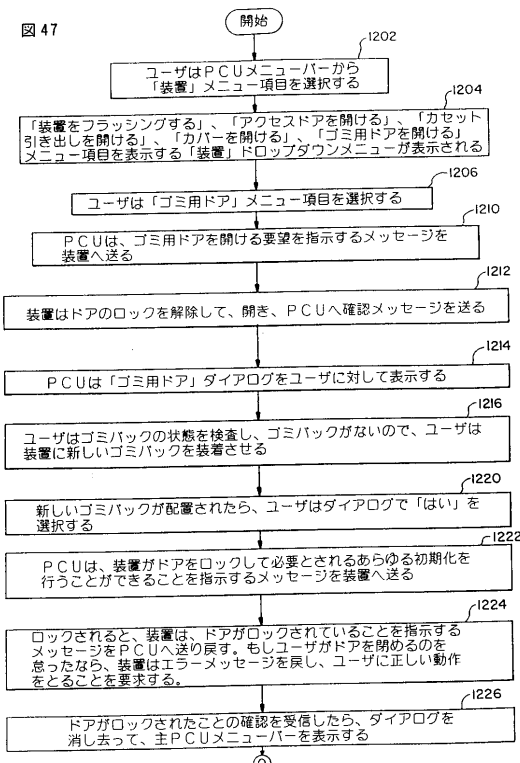 図47
開始
1202
ユーザはPCUメニューバーから
「装置」メニュー項目を選択する
1204
「装置をフラッシングする」、「アクセスドアを開ける」、「カセット
引き出しを開ける」、「カバーを開ける」、「ゴミ用ドアを開ける」
メニュー項目を表示する「装置」ドロップダウンメニューが表示される
1206
ユーザは「ゴミ用ドア」メニュー項目を選択する
1210
PCUは、ゴミ用ドアを開ける要望を指示するメッセージを
装置へ送る
1212
装置はドアのロックを解除して、開き、PCUへ確認メッセージを送る
1214
PCUは「ゴミ用ドア」ダイアログをユーザに対して表示する
1216
ユーザはゴミパックの状態を検査し、ゴミパックがないので、ユーザは
装置に新しいゴミパックを装着させる
1220
新しいゴミパックが配置されたら、ユーザはダイアログで「はい」を
選択する
1222
PCUは、装置がドアをロックして必要とされるあらゆる初期化を
行うことができることを指示するメッセージを装置へ送る
1224
ロックされると、装置は、ドアがロックされていることを指示する
メッセージをPCUへ送り戻す。もしユーザがドアを閉めるのを
怠ったなら、装置はエラーメッセージを戻し、ユーザに正しい動作
をとることを要求する。
1226
ドアがロックされたことの確認を受信したら、ダイアログを
消し去って、主PCUメニューバーを表示する